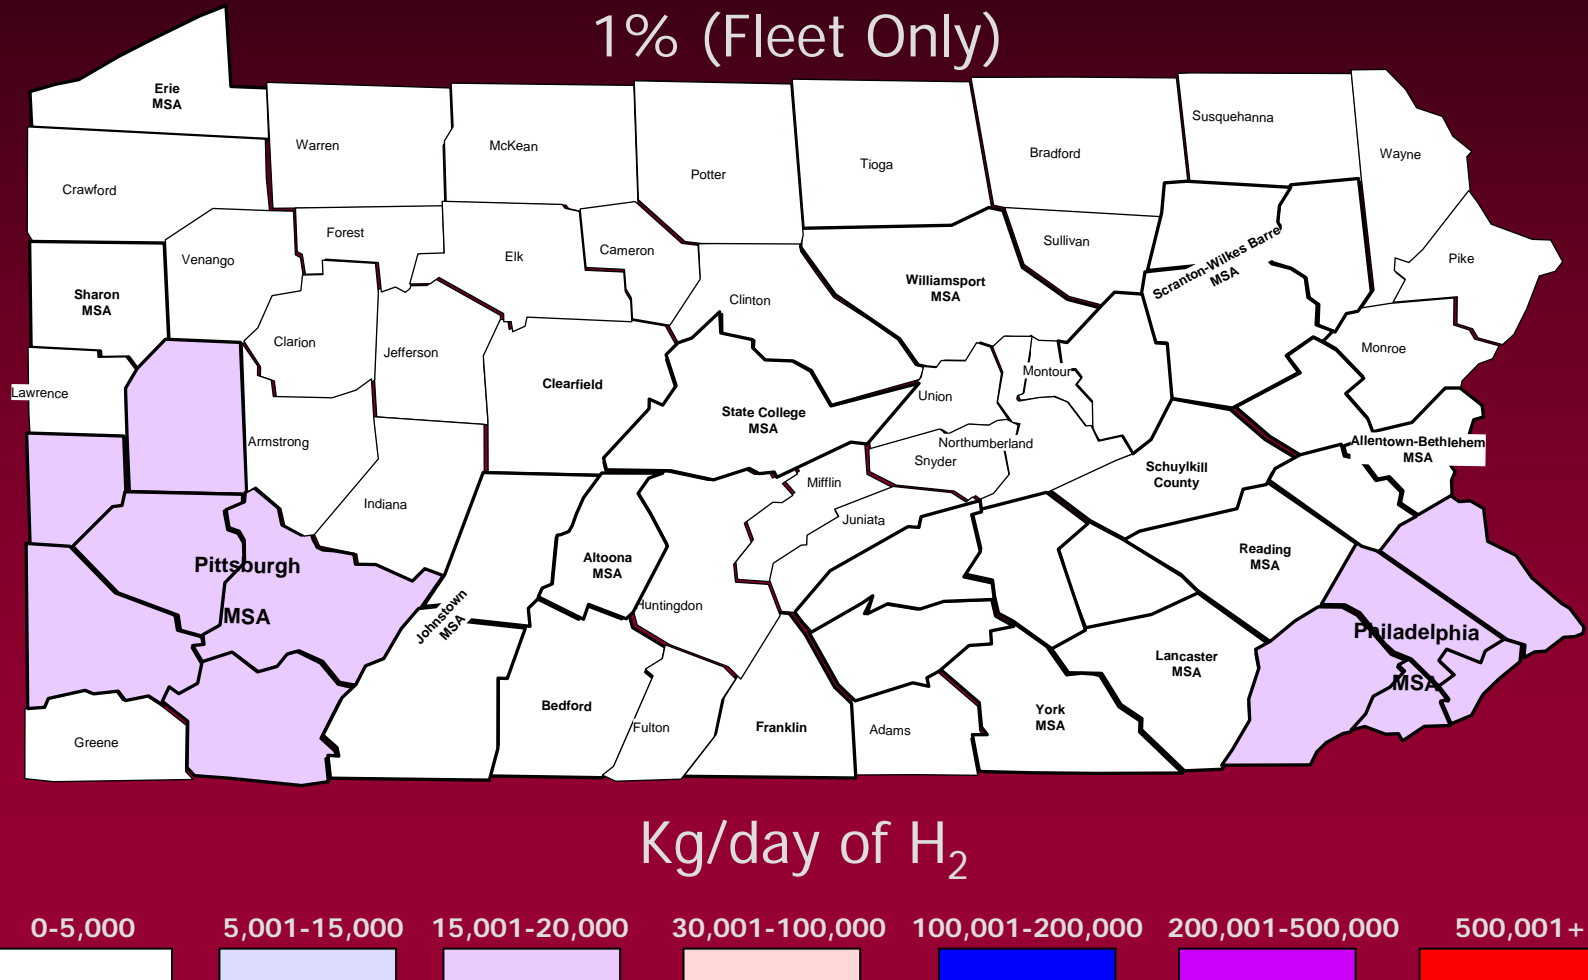 1% (Fleet Only)
Erie
MSA
Warren
McKean
Potter
Tioga
Bradford
Susquehanna
Wayne
Crawford
Venango
Forest
Elk
Cameron
Clinton
Williamsport
MSA
Sullivan
Scranton-Wilkes Barre
MSA
Pike
Sharon
MSA
Clarion
Jefferson
Clearfield
State College
MSA
Union
Montour
Monroe
Lawrence
Armstrong
Northumberland
Snyder
Allentown-Bethlehem
MSA
Indiana
Mifflin
Juniata
Schuylkill
County
Pittsburgh
MSA
Altoona
MSA
Reading
MSA
Johnstown
MSA
Huntingdon
Philadelphia
MSA
Lancaster
MSA
Greene
Bedford
Fulton
Franklin
Adams
York
MSA
Kg/day of H₂
0-5,000
5,001-15,000
15,001-20,000
30,001-100,000
100,001-200,000
200,001-500,000
500,001+